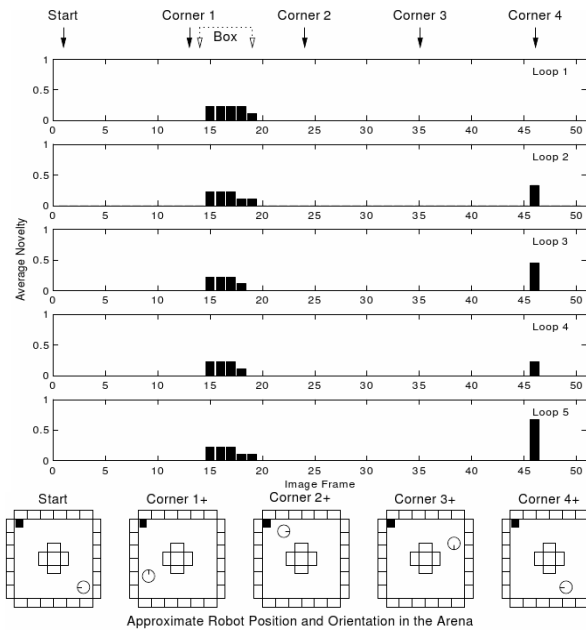 Start Corner 1 Corner 2 Corner 3 Corner 4
Box
1 Loop 1
0.5
0
0 5 10 15 20 25 30 35 40 45 50
1 Loop 2
0.5
0
0 5 10 15 20 25 30 35 40 45 50
Average Novelty
1 Loop 3
0.5
0
0 5 10 15 20 25 30 35 40 45 50
1 Loop 4
0.5
0
0 5 10 15 20 25 30 35 40 45 50
1 Loop 5
0.5
0
0 5 10 15 20 25 30 35 40 45 50
Image Frame
Start Corner 1+ Corner 2+ Corner 3+ Corner 4+
Approximate Robot Position and Orientation in the Arena